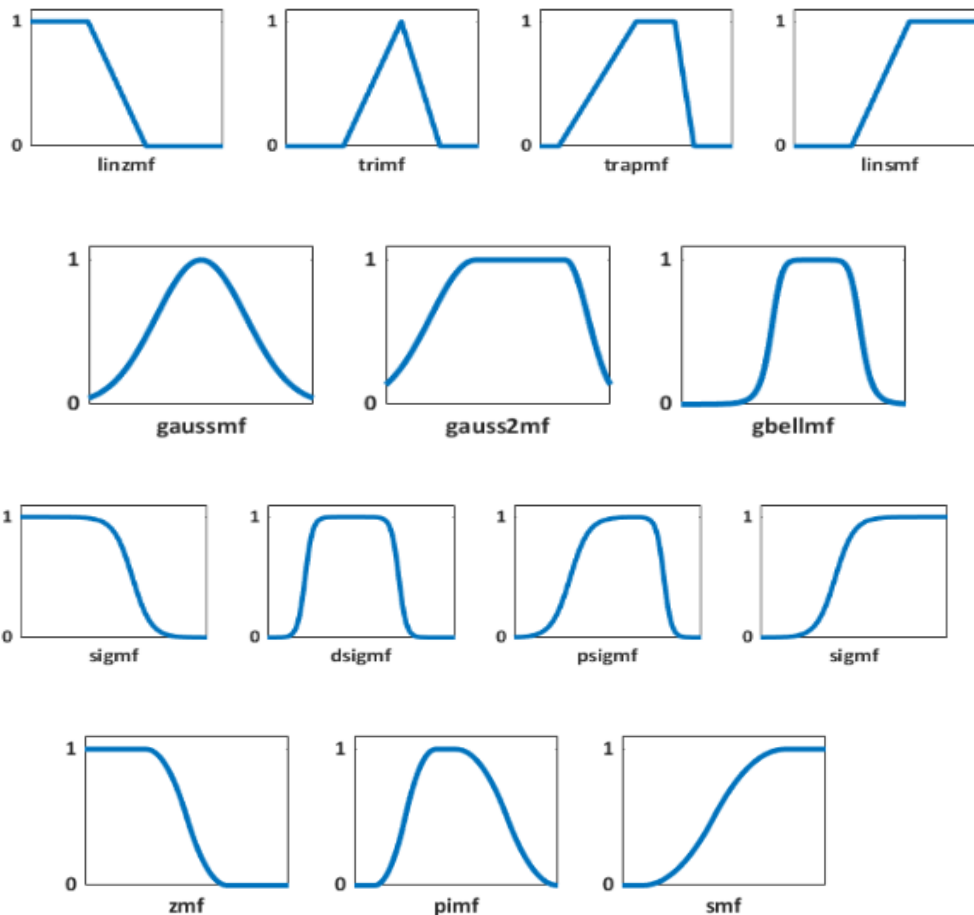 1 1 1 1
0 0 0 0
linzmf trimf trapmf linsmf
1 1 1
0 0 0
gaussmf gauss2mf gbellmf
1 1 1 1
0 0 0 0
sigmf dsigmf psigmf sigmf
1 1 1
0 0 0
zmf pimf smf